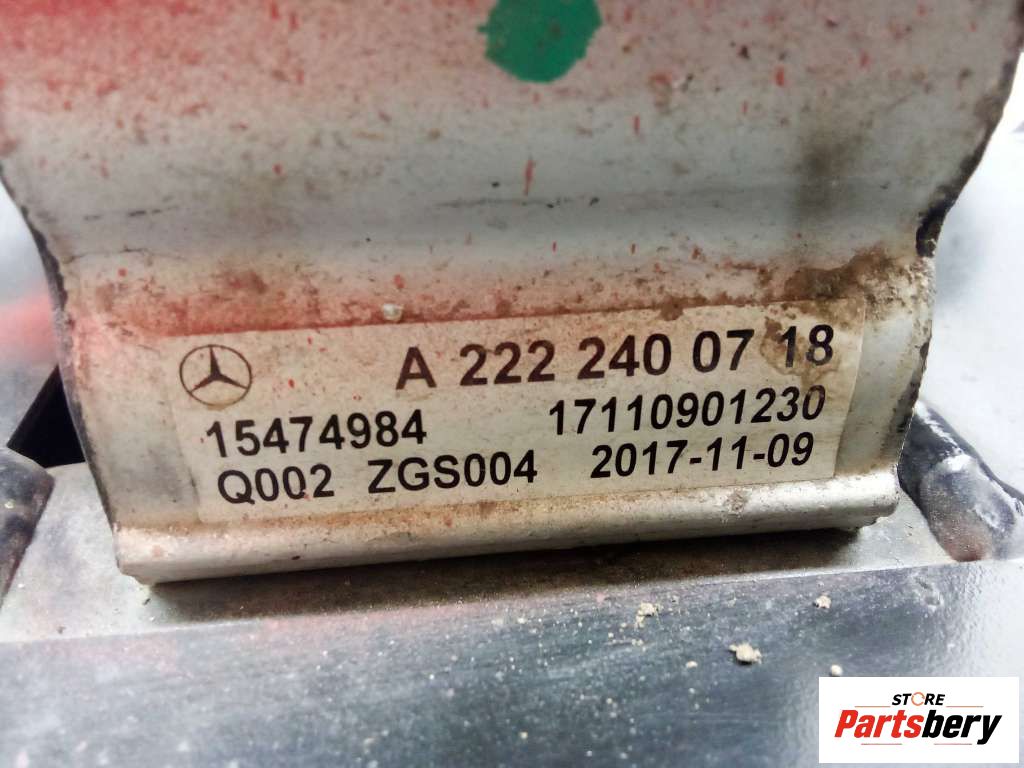 A 222 240 07 18
15474984 17110901230
Q002 ZGS004 2017-11-09
STORE
Partsbery